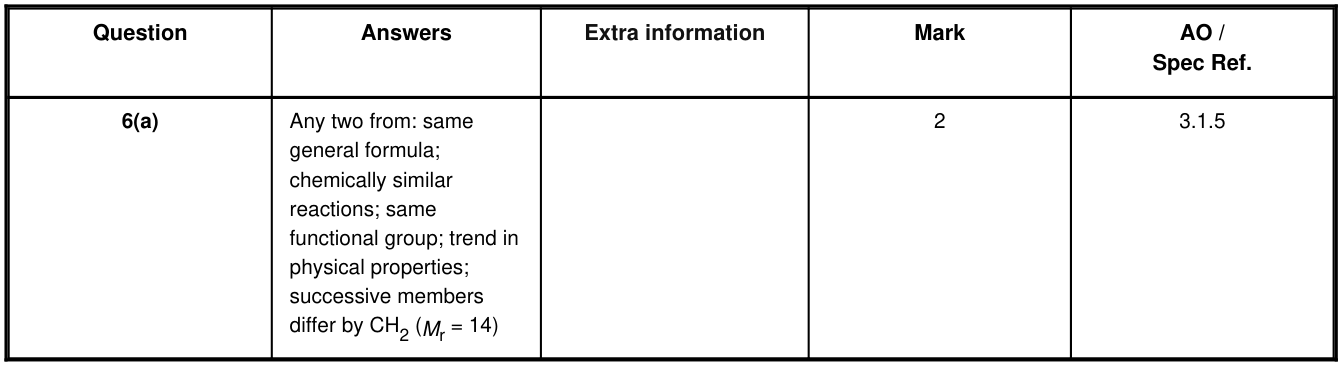 Question Answers Extra information Mark AO /
Spec Ref.
6(a) Any two from: same 2 3.1.5
general formula;
chemically similar
reactions; same
functional group; trend in
physical properties;
successive members
differ by CH₂ (Mᵣ = 14)